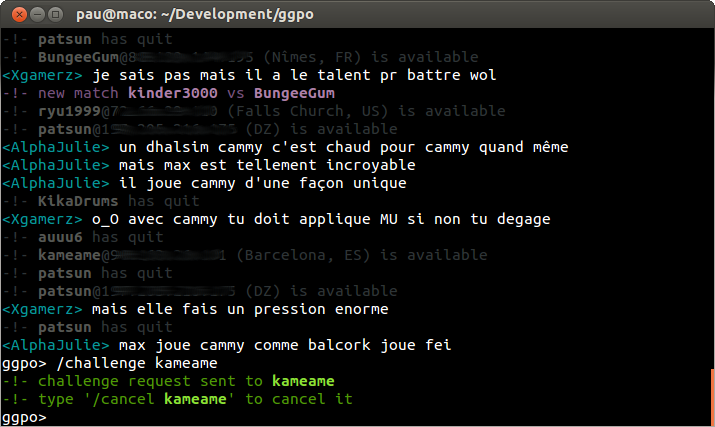 pau@maco: ~/Development/ggpo
-!- patsun has quit
-!- BungeeGum@ (Nimes, FR) is available
<Xgamerz> je sais pas mais il a le talent pr battre wol
-!- new match kinder3000 vs BungeeGum
-!- ryu1999@ (Falls Church, US) is available
-!- patsun@ (DZ) is available
<AlphaJulie> un dhalsim cammy c'est chaud pour cammy quand même
<AlphaJulie> mais max est tellement incroyable
<AlphaJulie> il joue cammy d'une façon unique
-!- KikaDrums has quit
<Xgamerz> o_O avec cammy tu doit applique MU si non tu degage
-!- auuu6 has quit
-!- kameame@ (Barcelona, ES) is available
-!- patsun has quit
-!- patsun@ (DZ) is available
<Xgamerz> mais elle fais un pression enorme
-!- patsun has quit
<AlphaJulie> max joue cammy comme balcork joue fei
ggpo> /challenge kameame
-!- challenge request sent to kameame
-!- type '/cancel kameame' to cancel it
ggpo>